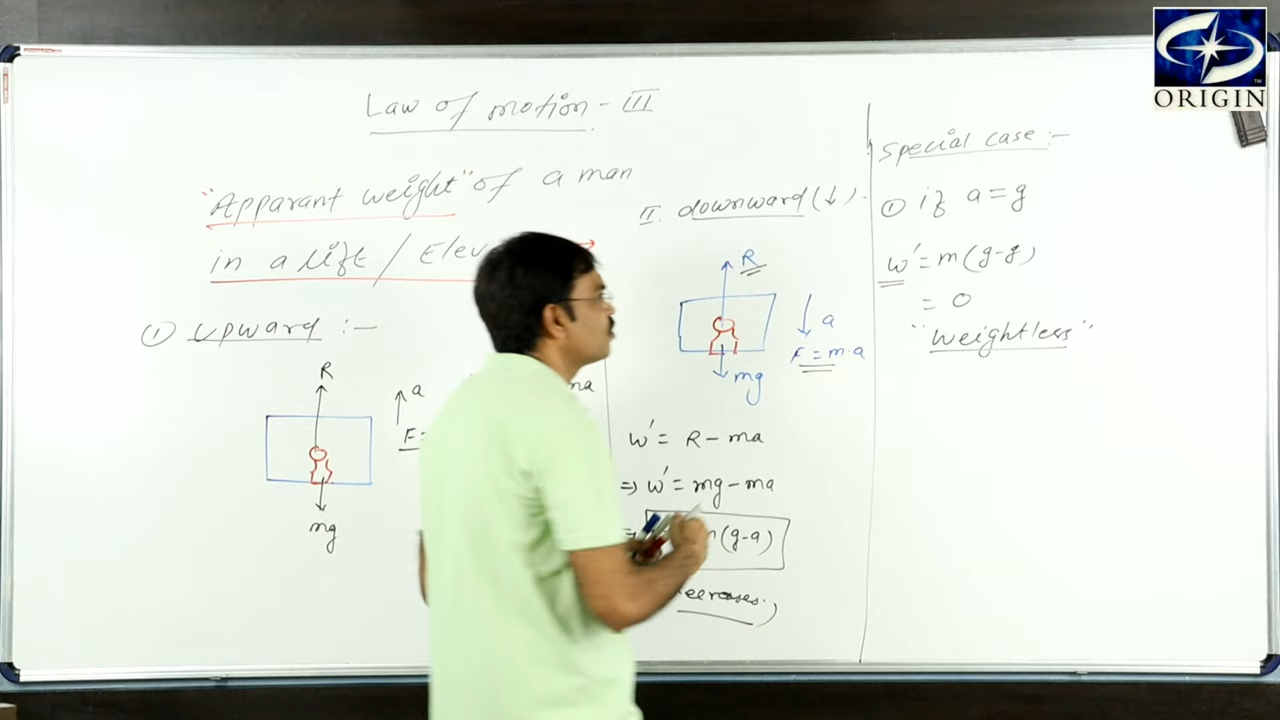 Law of motion - III
"Apparant weight" of a man
in a Lift / Elev
① Upward :-
R
a
F=
mg
ma
II. downward (↓).
R
a
F = m.a
mg
w' = R - ma
⇒ w' = mg - ma
(g-a)
special case :-
① if a = g
w' = m(g-g)
= 0
"weightless"
ORIGIN
TM